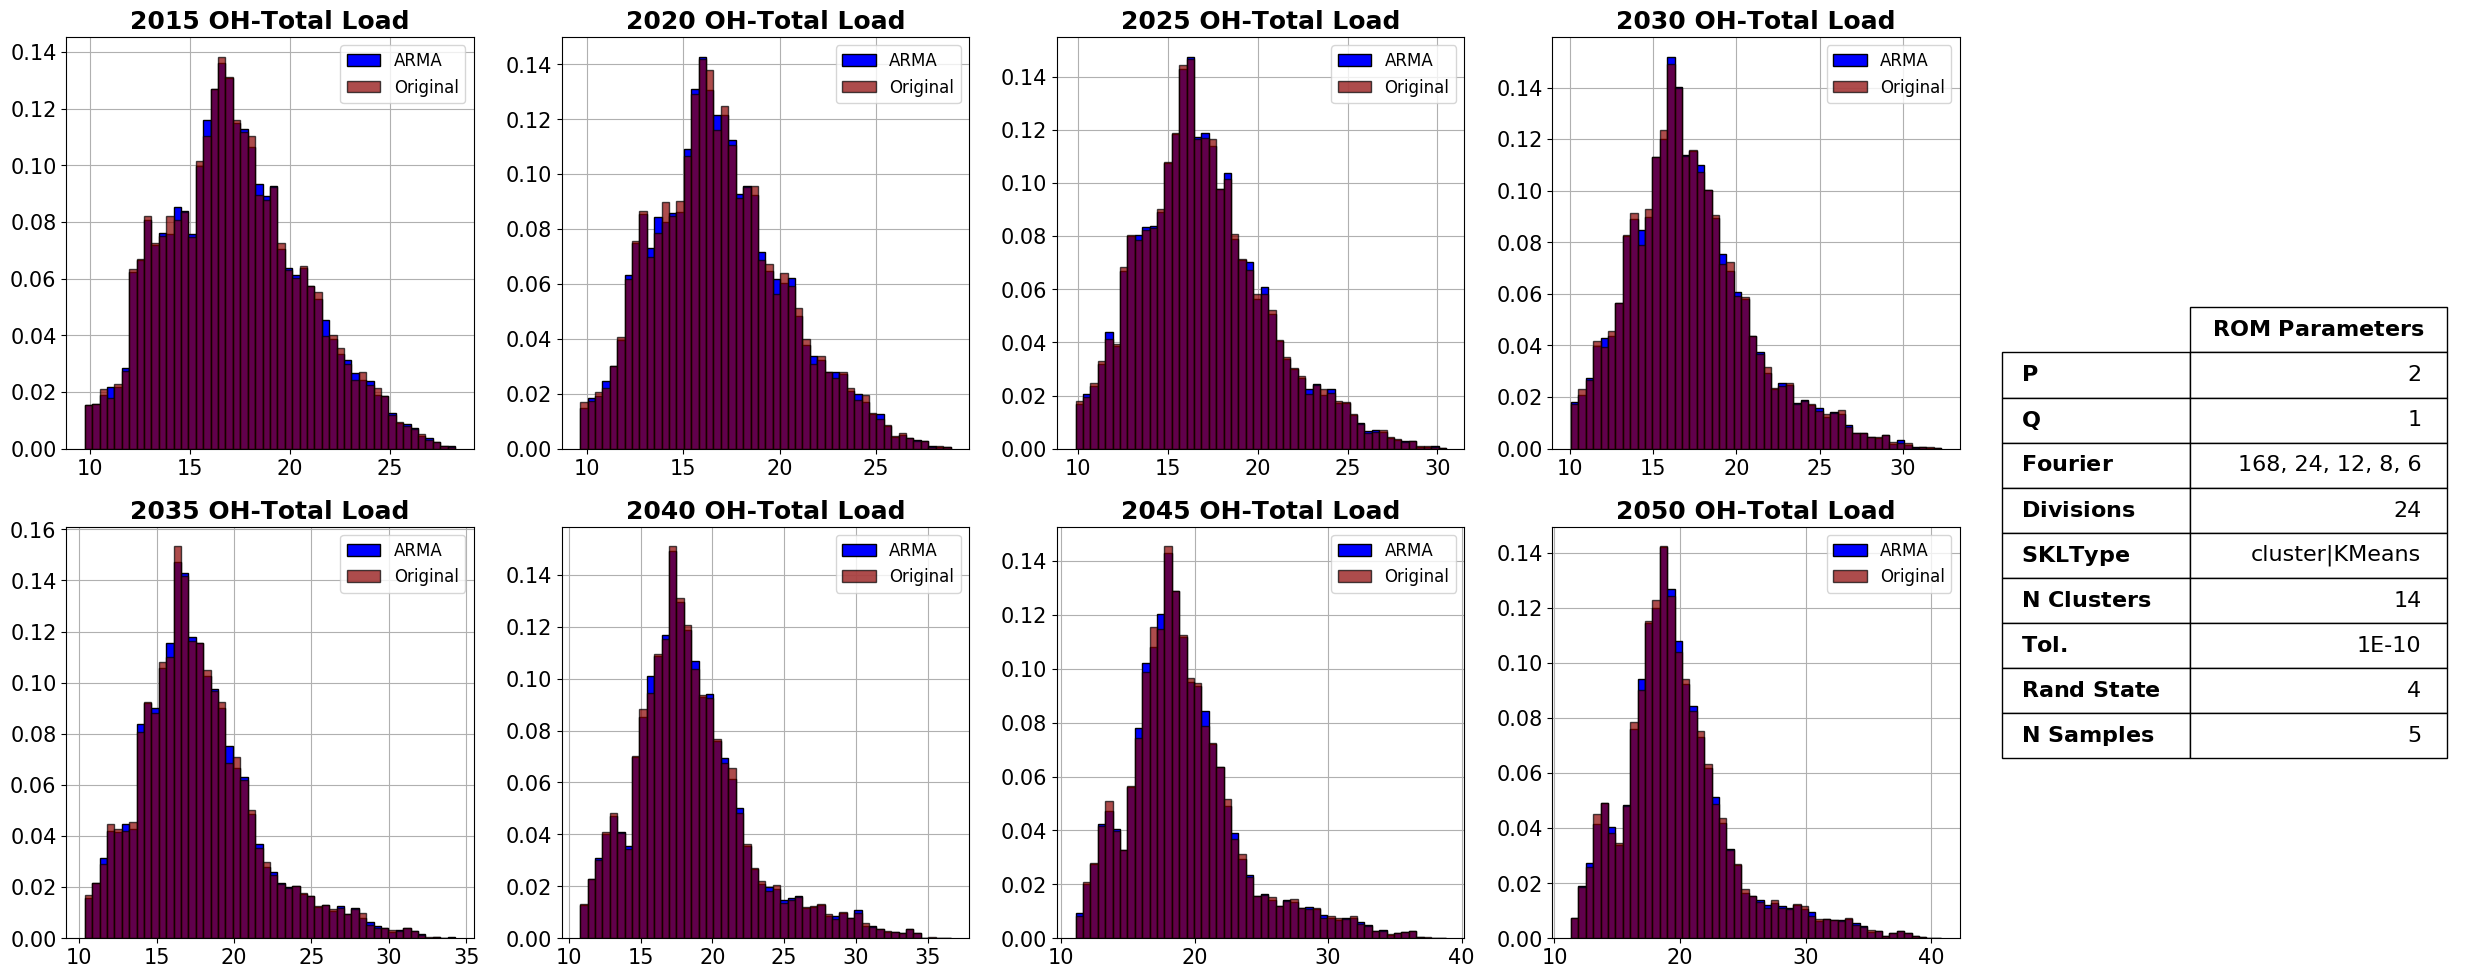 2015 OH-Total Load
0.14
0.12
0.10
0.08
0.06
0.04
0.02
0.00
10 15 20 25
ARMA
Original
2020 OH-Total Load
0.14
0.12
0.10
0.08
0.06
0.04
0.02
0.00
10 15 20 25
ARMA
Original
2025 OH-Total Load
0.14
0.12
0.10
0.08
0.06
0.04
0.02
0.00
10 15 20 25 30
ARMA
Original
2030 OH-Total Load
0.14
0.12
0.10
0.08
0.06
0.04
0.02
0.00
10 15 20 25 30
ARMA
Original
2035 OH-Total Load
0.16
0.14
0.12
0.10
0.08
0.06
0.04
0.02
0.00
10 15 20 25 30 35
ARMA
Original
2040 OH-Total Load
0.14
0.12
0.10
0.08
0.06
0.04
0.02
0.00
10 15 20 25 30 35
ARMA
Original
2045 OH-Total Load
0.14
0.12
0.10
0.08
0.06
0.04
0.02
0.00
10 20 30 40
ARMA
Original
2050 OH-Total Load
0.14
0.12
0.10
0.08
0.06
0.04
0.02
0.00
10 20 30 40
ARMA
Original
ROM Parameters
P 2
Q 1
Fourier 168, 24, 12, 8, 6
Divisions 24
SKLType cluster|KMeans
N Clusters 14
Tol. 1E-10
Rand State 4
N Samples 5